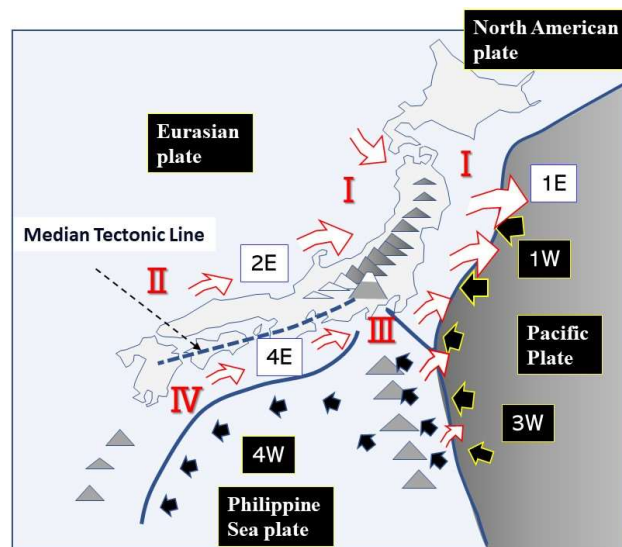 North American
plate
Eurasian
plate
I
I
1E
Median Tectonic Line
2E
1W
II
III
Pacific
Plate
4E
IV
3W
4W
Philippine
Sea plate